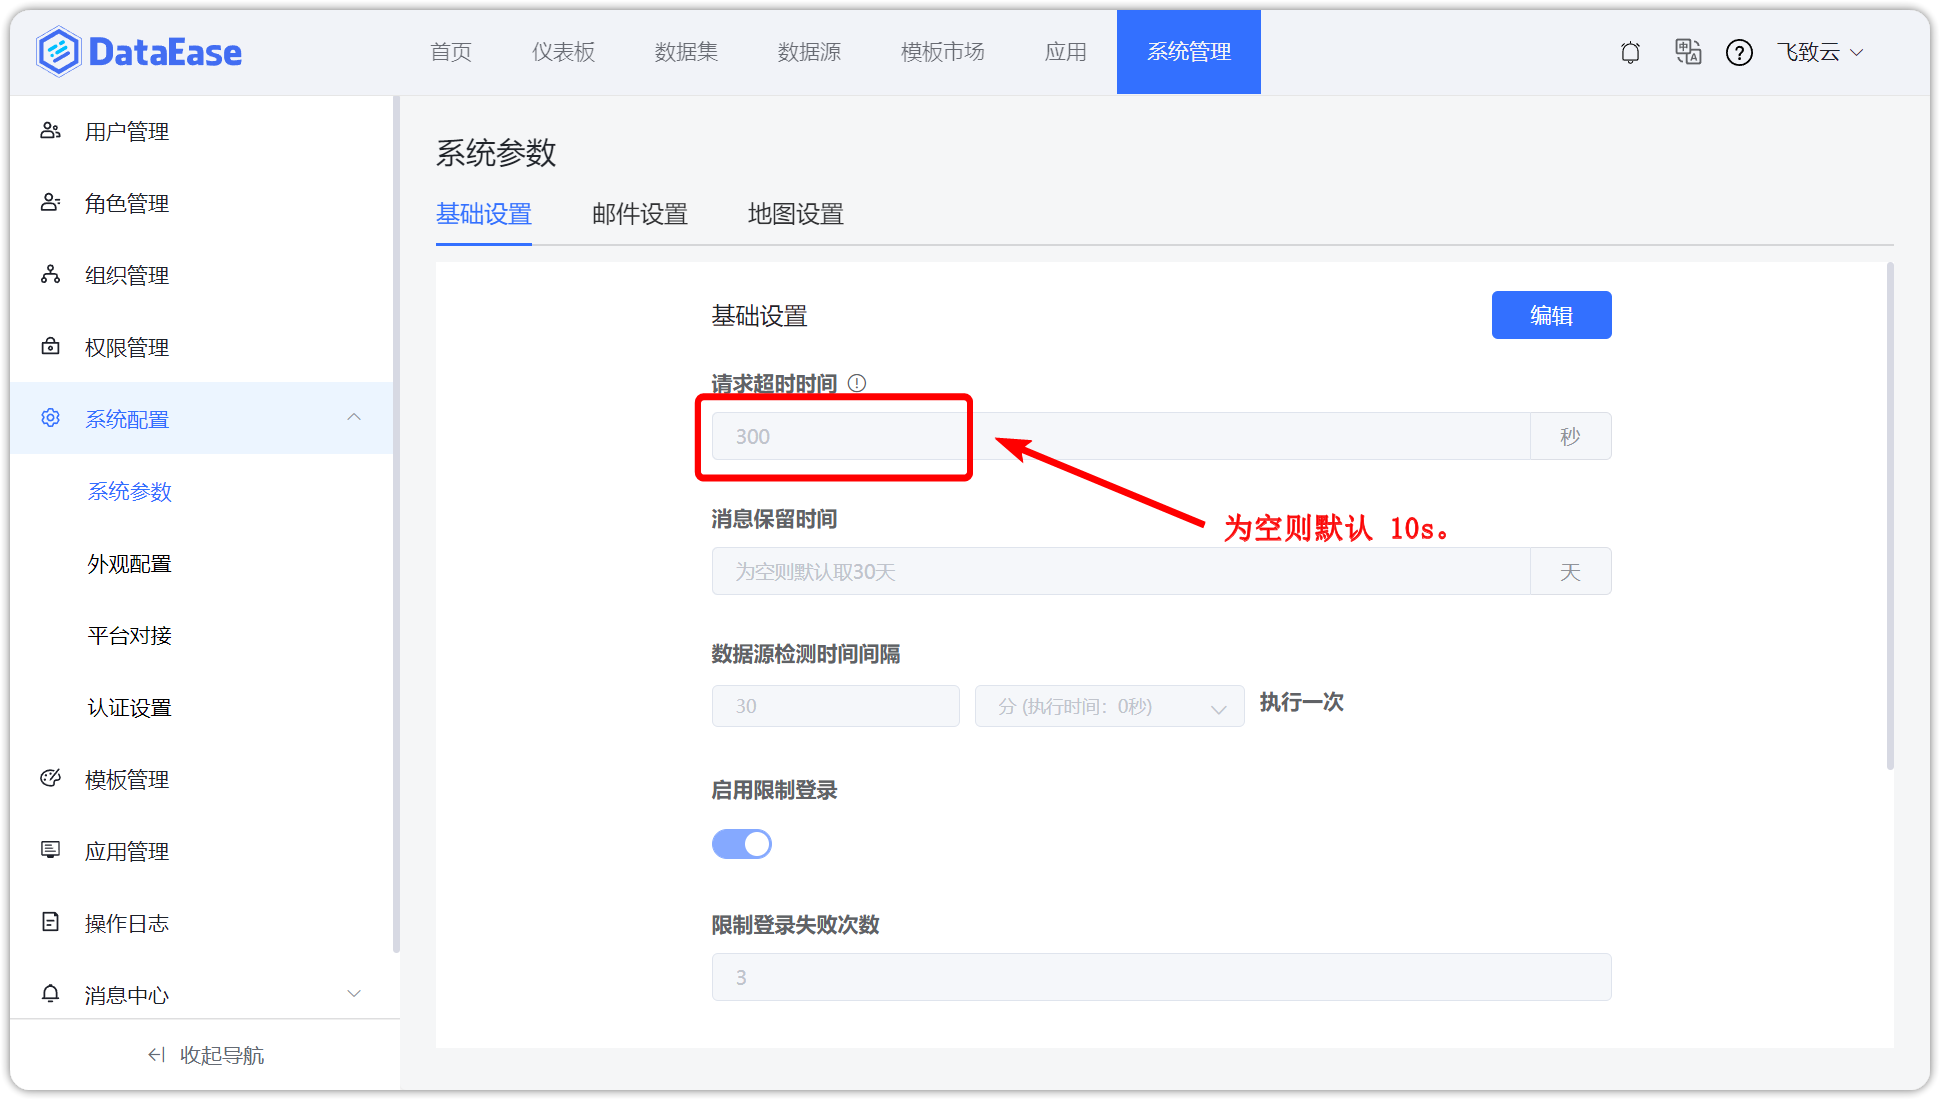 DataEase
首页 仪表板 数据集 数据源 模板市场 应用 系统管理
飞致云
用户管理
角色管理
组织管理
权限管理
系统配置
系统参数
外观配置
平台对接
认证设置
模板管理
应用管理
操作日志
消息中心
收起导航
系统参数
基础设置 邮件设置 地图设置
基础设置 编辑
请求超时时间
300 秒
为空则默认 10s。
消息保留时间
为空则默认取30天 天
数据源检测时间间隔
30 分 (执行时间：0秒) 执行一次
启用限制登录
限制登录失败次数
3